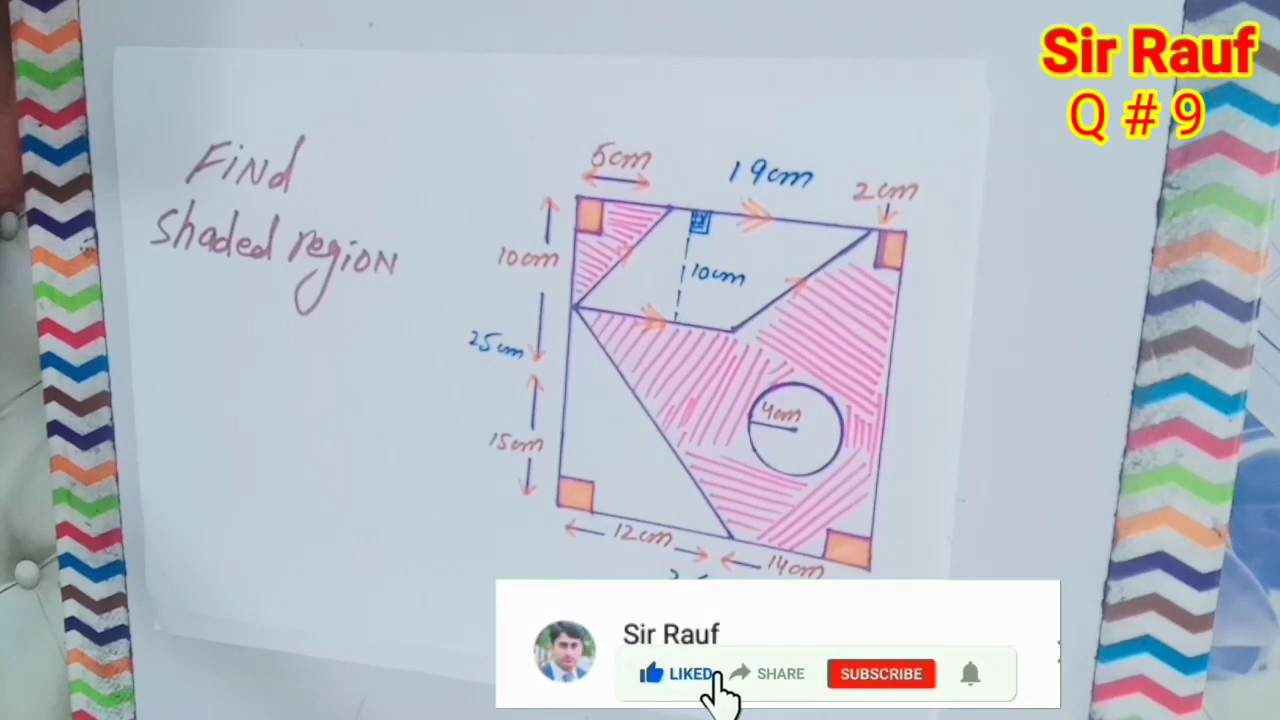 Sir Rauf
Q # 9
Find
shaded region
5cm
19cm
2cm
10cm
10cm
25cm
15cm
4cm
12cm
14cm
Sir Rauf
LIKED SHARE SUBSCRIBE